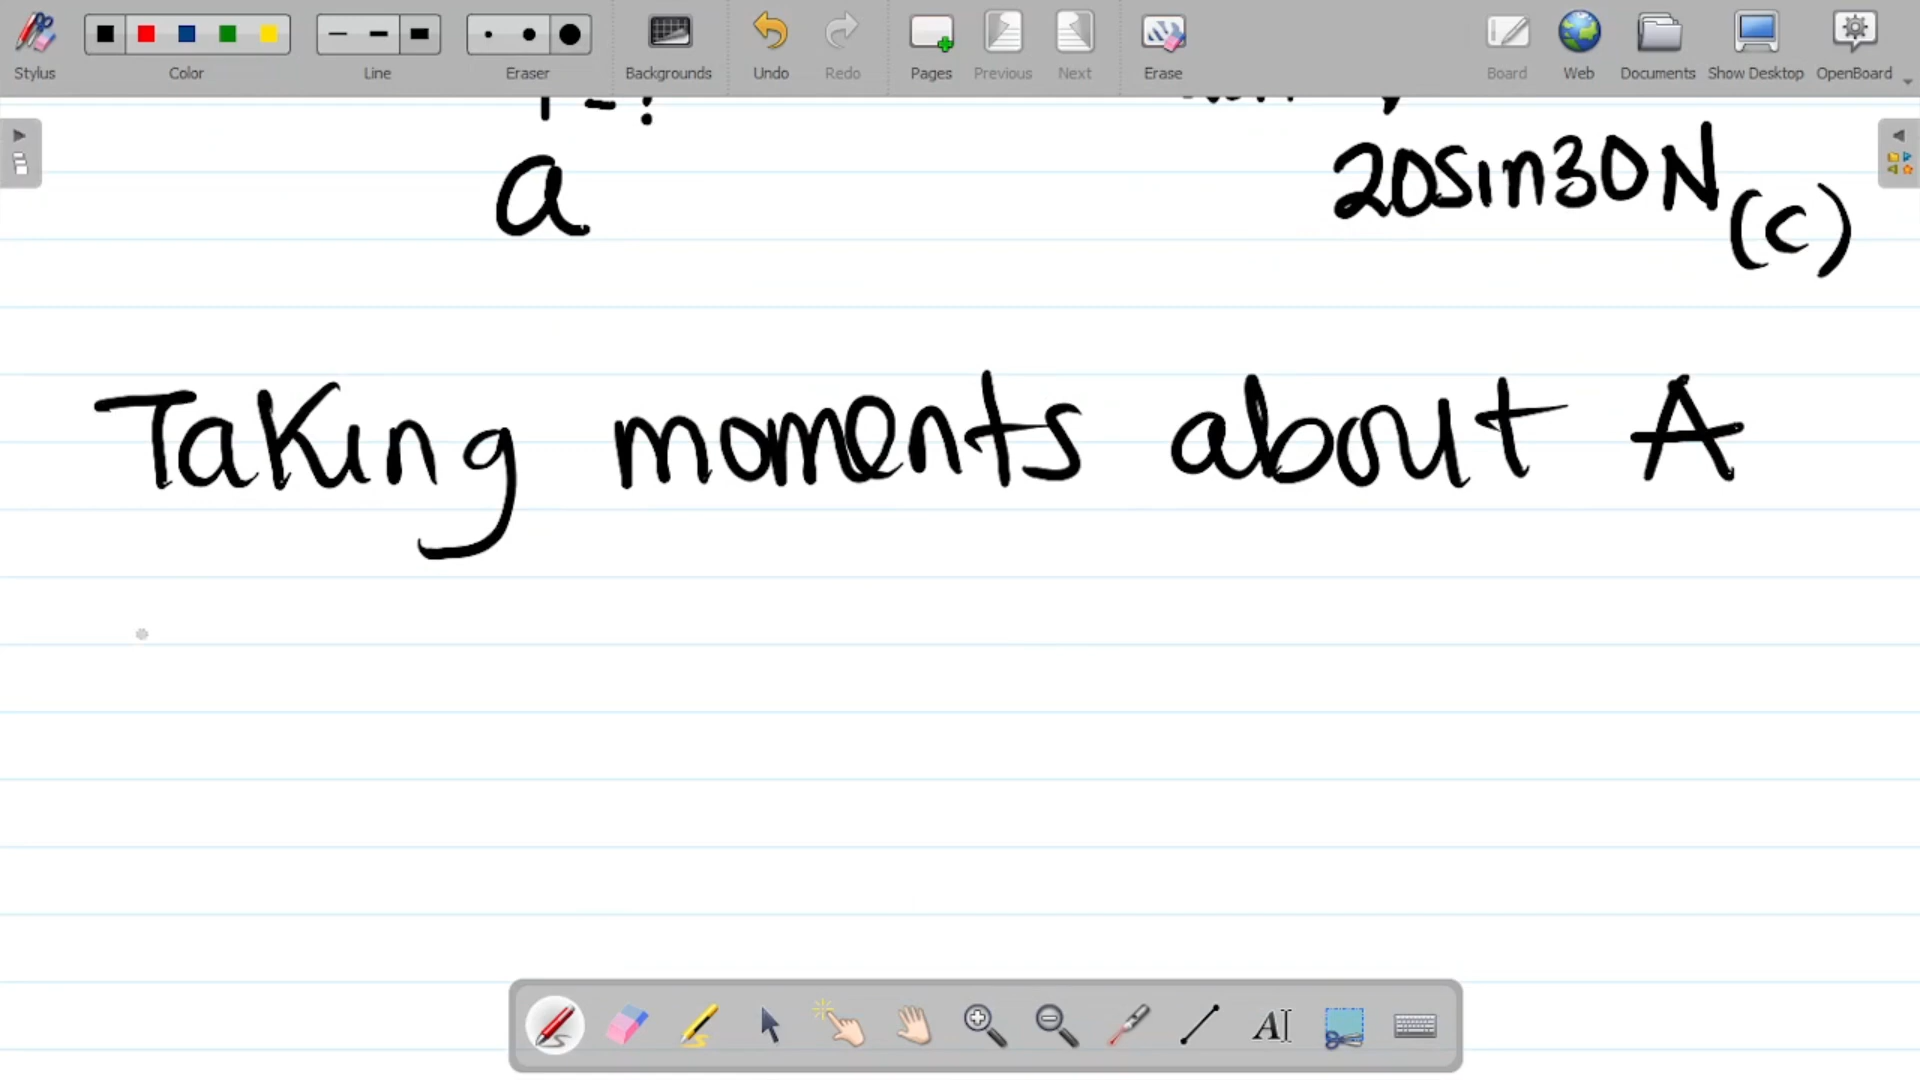 Stylus Color Line Eraser Backgrounds Undo Redo Pages Previous Next Erase Board Web Documents Show Desktop OpenBoard
a
20sin30N (c)
Taking moments about A